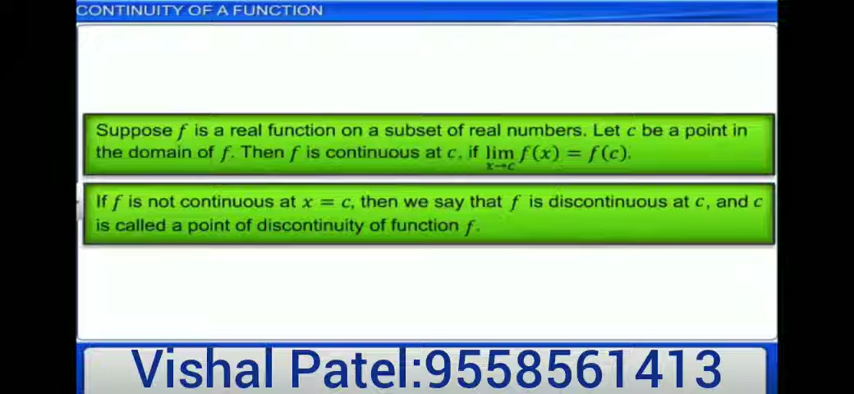 CONTINUITY OF A FUNCTION
Suppose f is a real function on a subset of real numbers. Let c be a point in
the domain of f. Then f is continuous at c, if lim f(x) = f(c).
x→c
If f is not continuous at x = c, then we say that f is discontinuous at c, and c
is called a point of discontinuity of function f.
Vishal Patel:9558561413